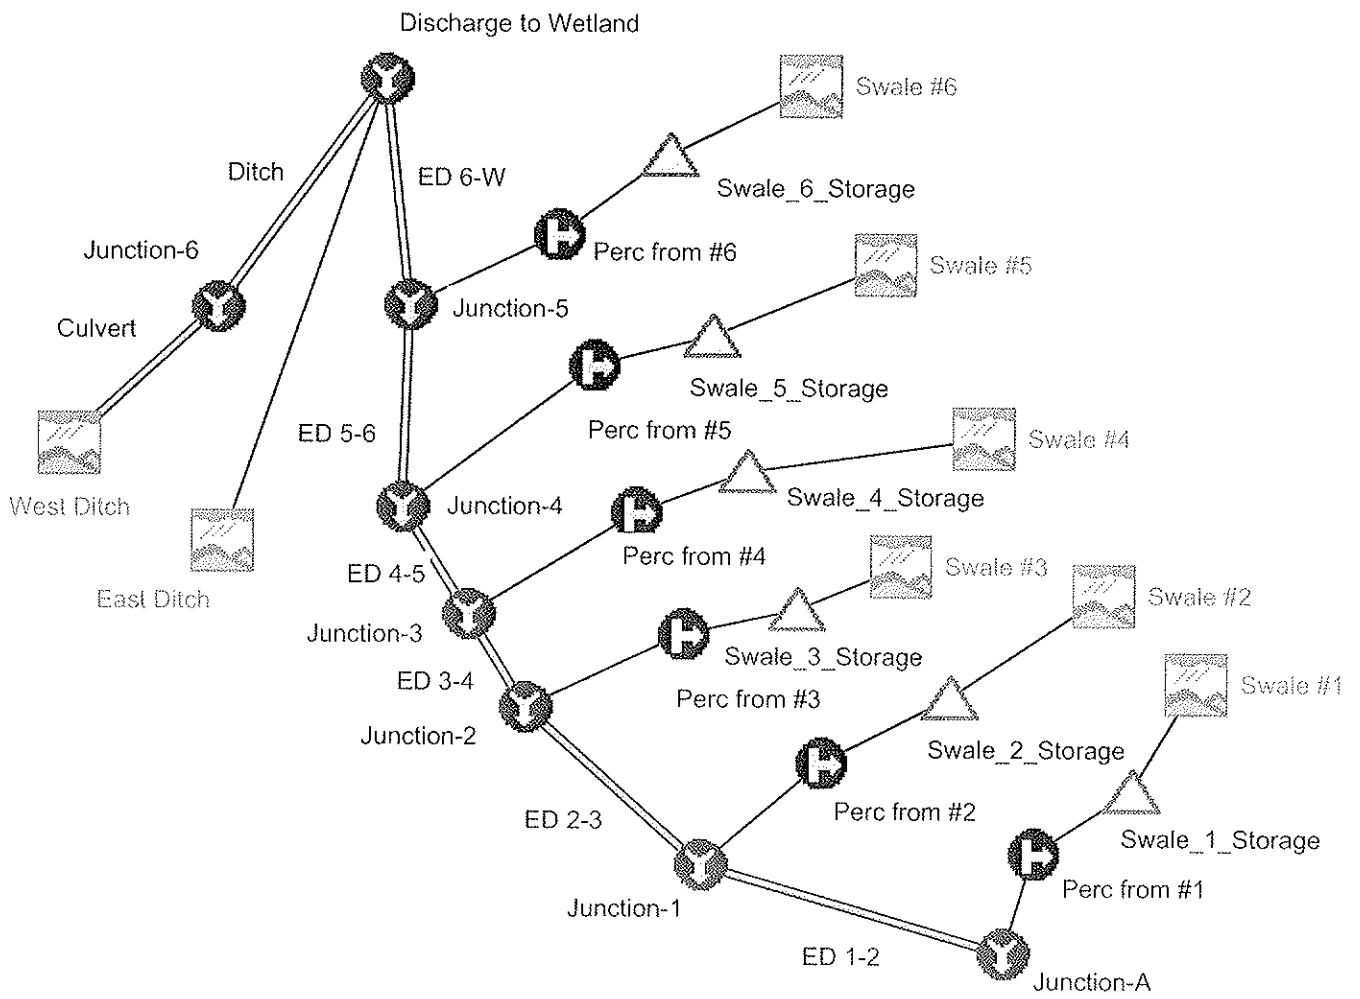 Discharge to Wetland
Swale #6
Ditch
ED 6-W
Swale_6_Storage
Junction-6
Perc from #6
Swale #5
Culvert
Junction-5
Swale_5_Storage
ED 5-6
Perc from #5
Swale #4
West Ditch
Junction-4
Swale_4_Storage
Perc from #4
ED 4-5
Swale #3
East Ditch
Swale #2
Junction-3
Swale_3_Storage
ED 3-4
Perc from #3
Swale #1
Junction-2
Swale_2_Storage
ED 2-3
Perc from #2
Swale_1_Storage
Perc from #1
Junction-1
ED 1-2
Junction-A